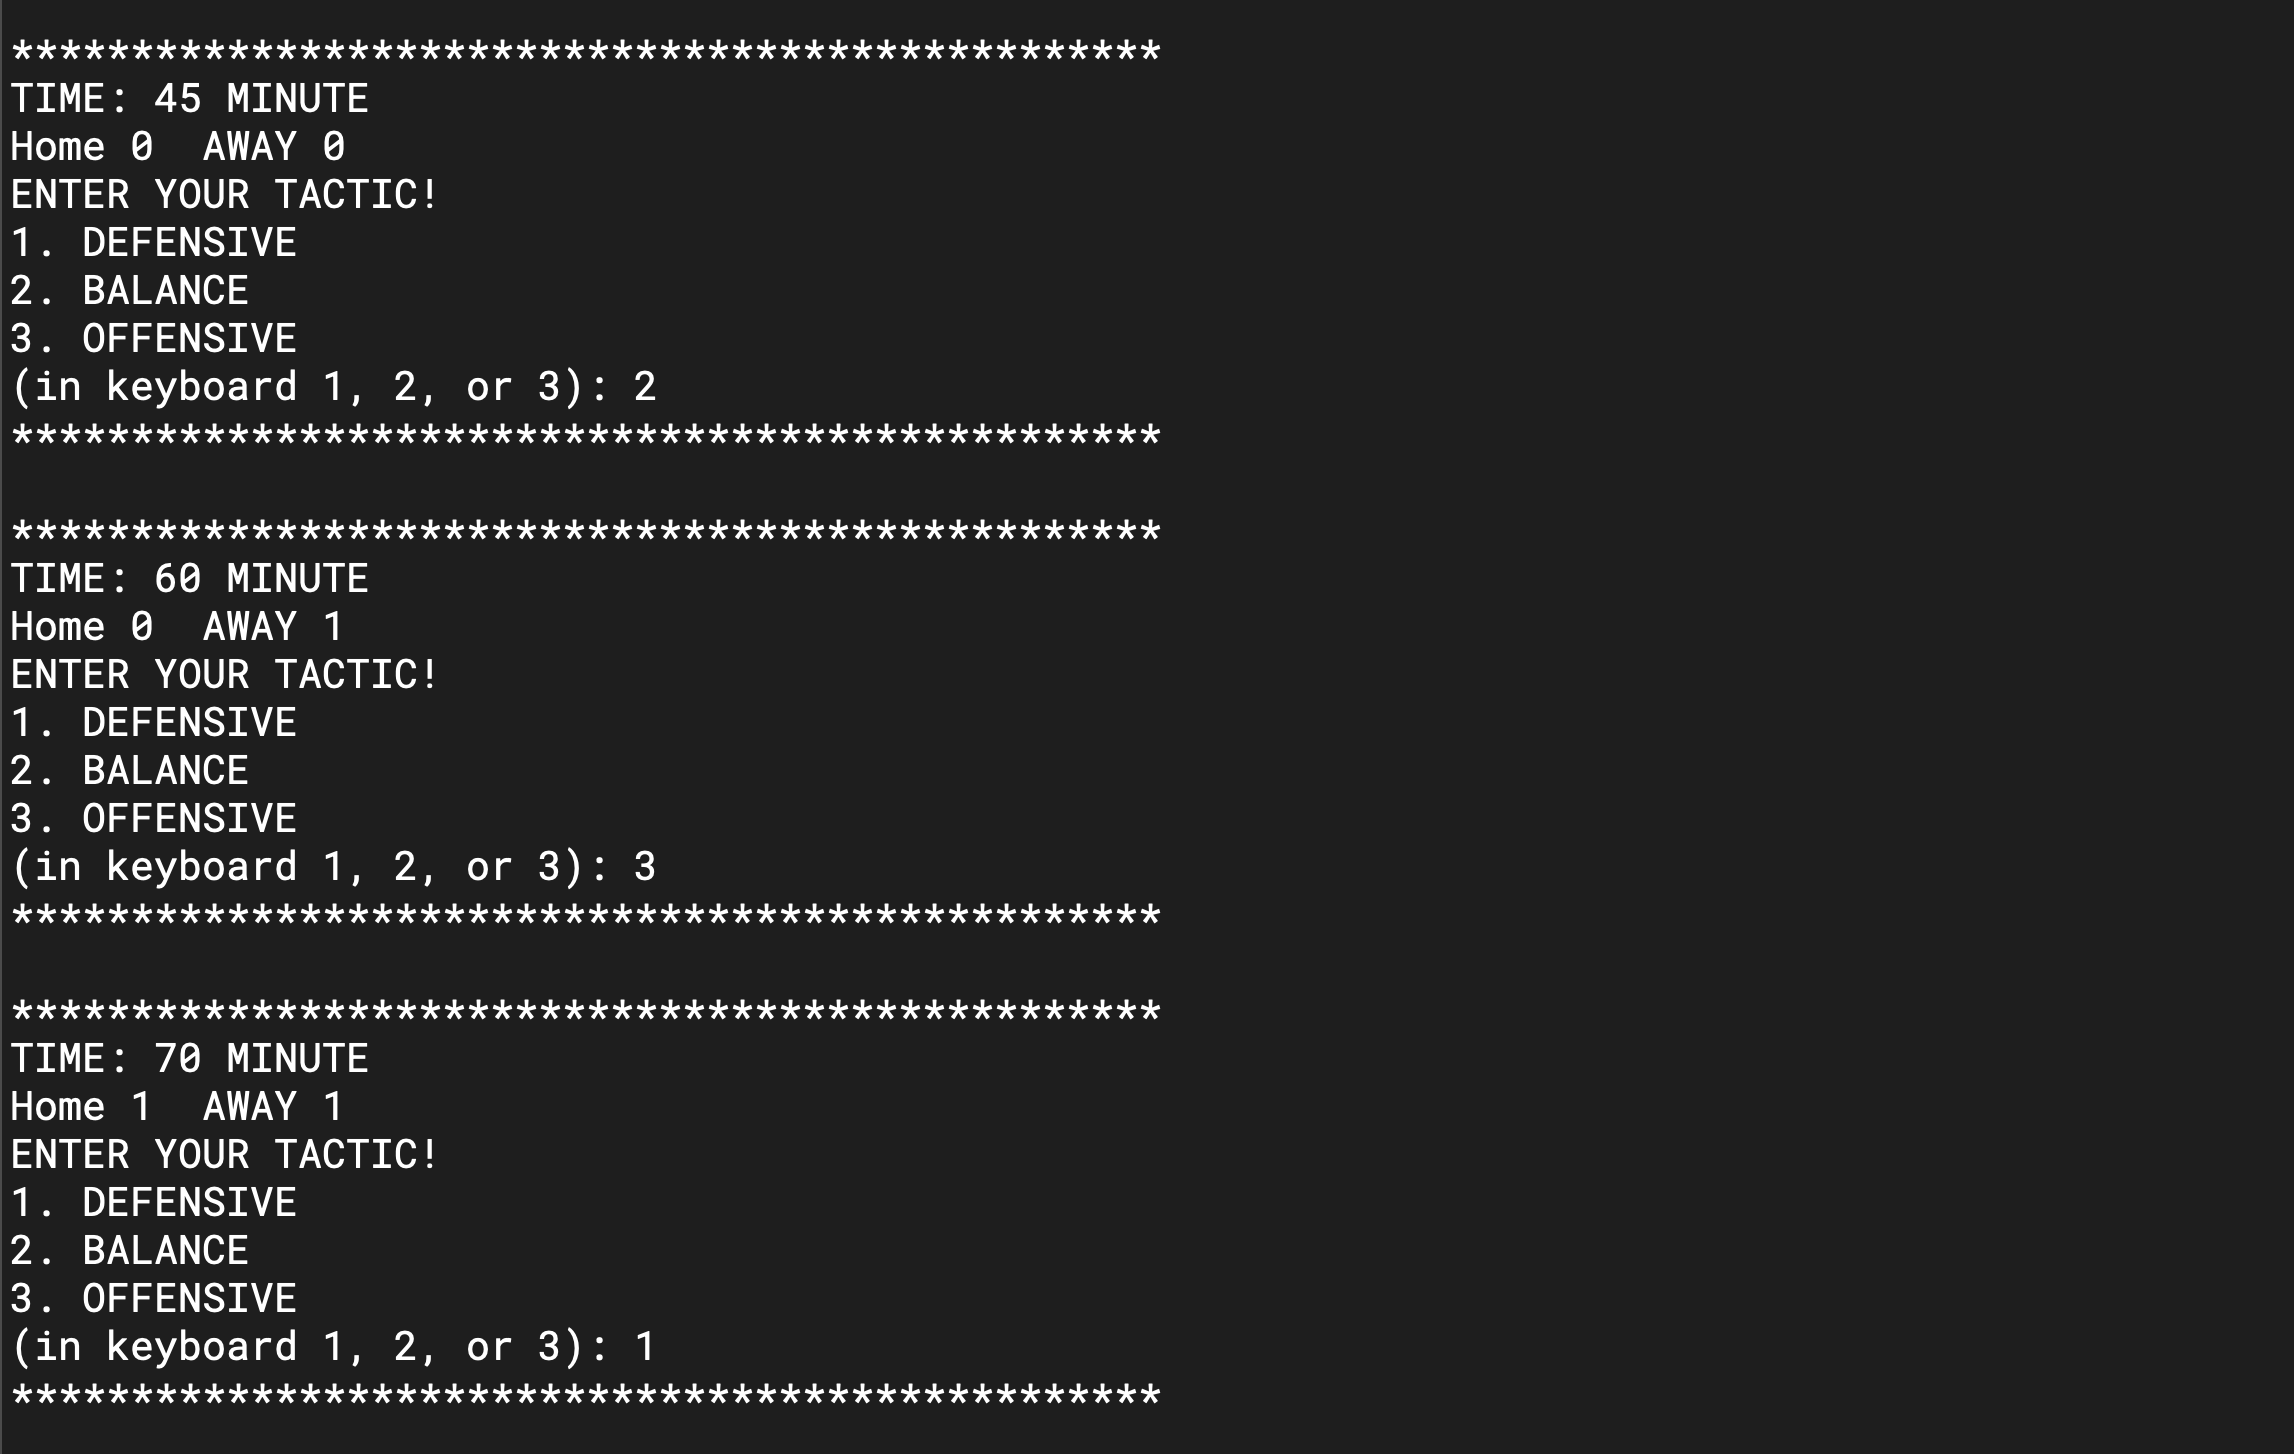 ************************************************
TIME: 45 MINUTE
Home 0  AWAY 0
ENTER YOUR TACTIC!
1. DEFENSIVE
2. BALANCE
3. OFFENSIVE
(in keyboard 1, 2, or 3): 2
************************************************
************************************************
TIME: 60 MINUTE
Home 0  AWAY 1
ENTER YOUR TACTIC!
1. DEFENSIVE
2. BALANCE
3. OFFENSIVE
(in keyboard 1, 2, or 3): 3
************************************************
************************************************
TIME: 70 MINUTE
Home 1  AWAY 1
ENTER YOUR TACTIC!
1. DEFENSIVE
2. BALANCE
3. OFFENSIVE
(in keyboard 1, 2, or 3): 1
************************************************